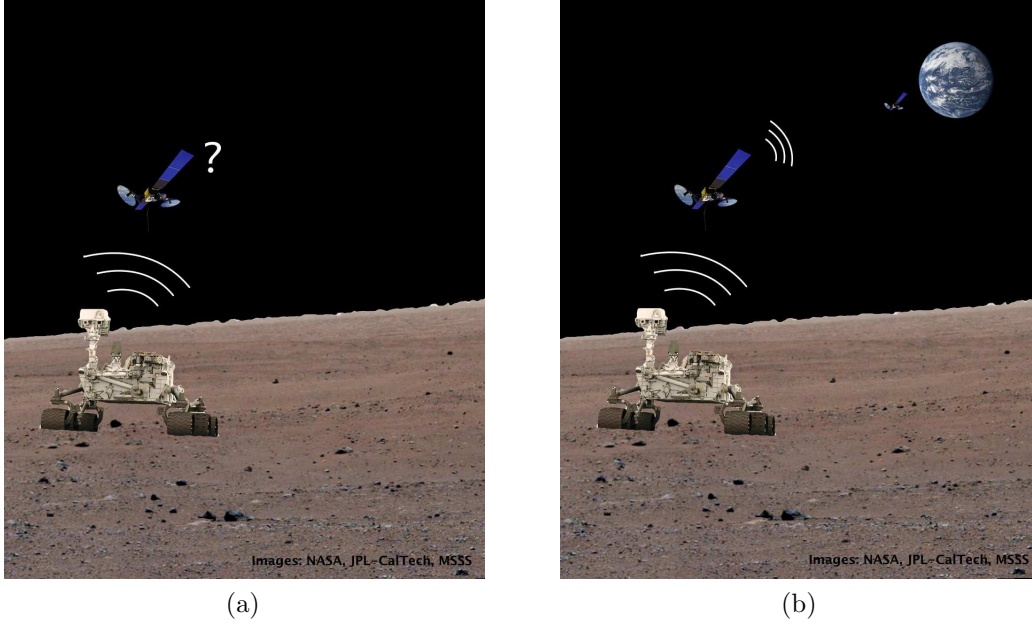 ?
Images: NASA, JPL-CalTech, MSSS
Images: NASA, JPL-CalTech, MSSS
(a)
(b)